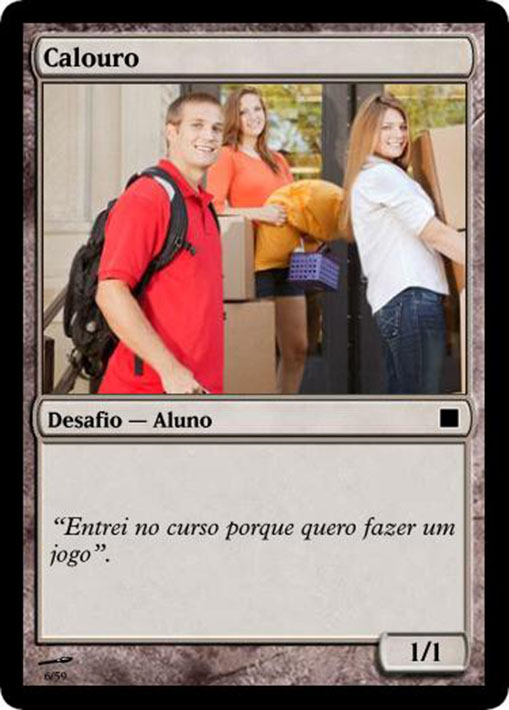 Calouro
Desafio — Aluno
“Entrei no curso porque quero fazer um
jogo”.
1/1
6/59